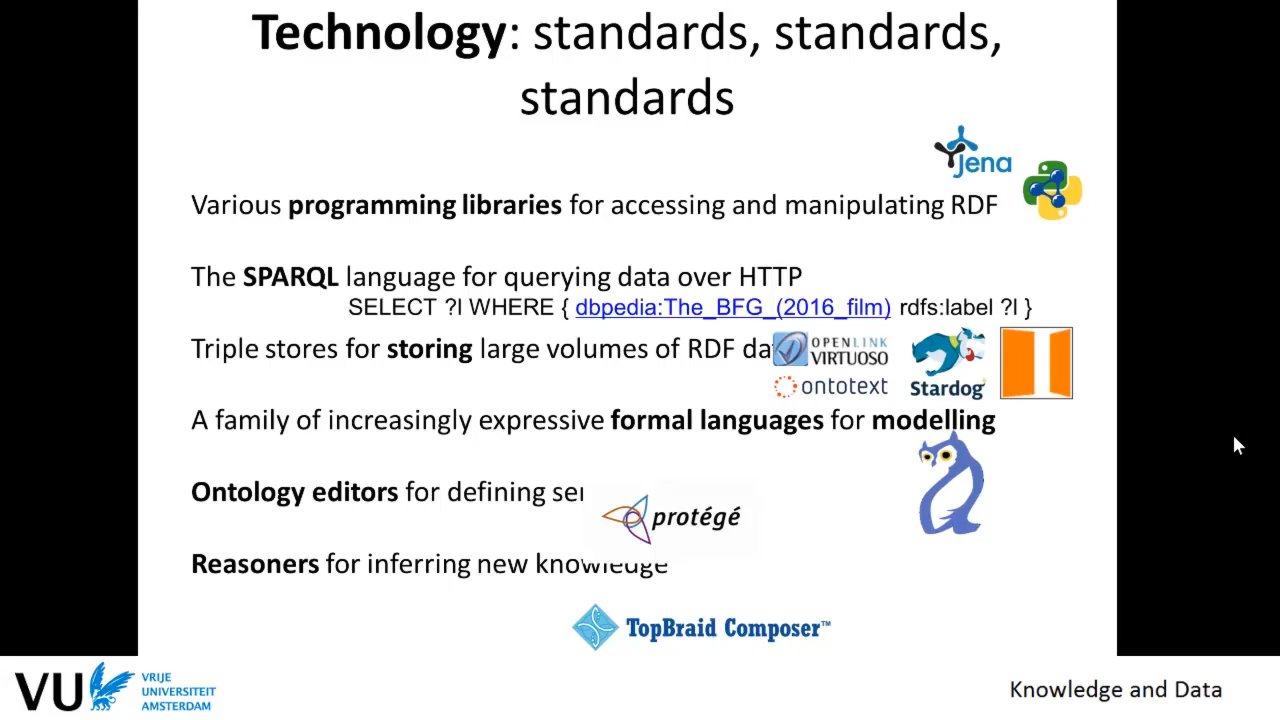 Technology: standards, standards,
standards
Jena
Various programming libraries for accessing and manipulating RDF
The SPARQL language for querying data over HTTP
SELECT ?l WHERE { dbpedia:The_BFG_(2016_film) rdfs:label ?l }
Triple stores for storing large volumes of RDF da
OPENLINK
VIRTUOSO
ontotext
Stardog
A family of increasingly expressive formal languages for modelling
Ontology editors for defining se
protégé
Reasoners for inferring new knowledge
TopBraid Composer™
VU
VRIJE
UNIVERSITEIT
AMSTERDAM
Knowledge and Data